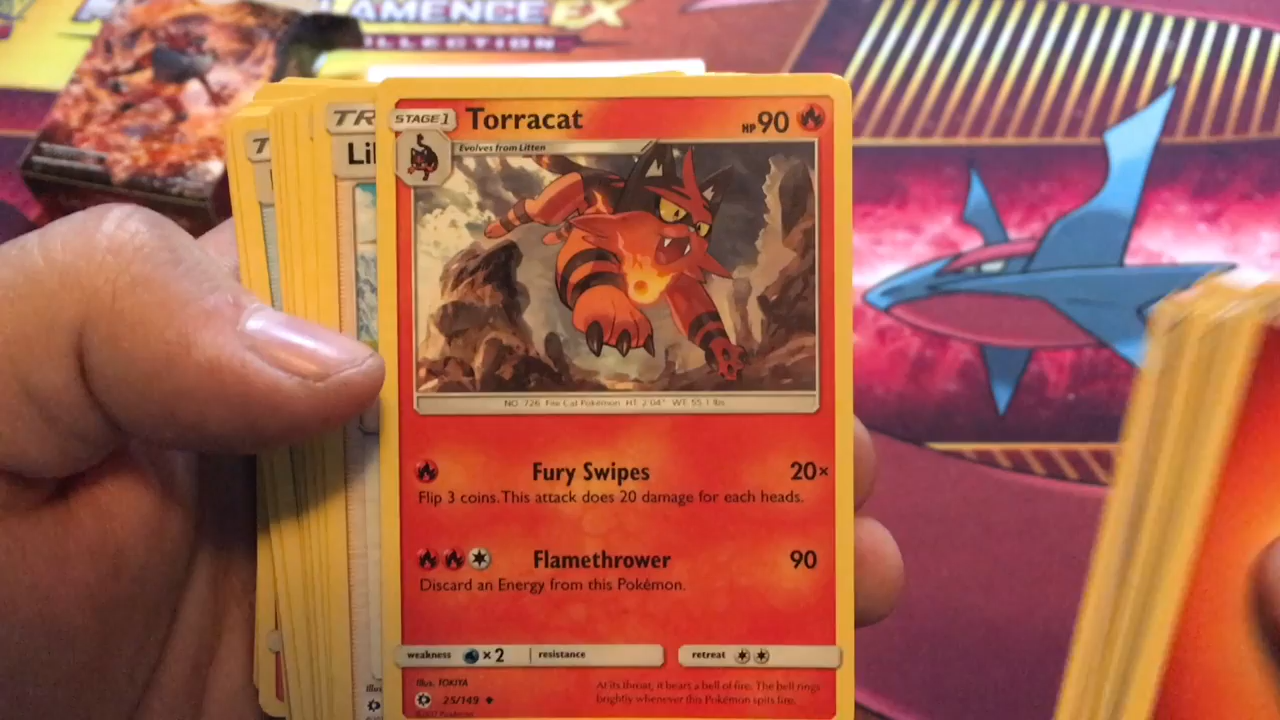 LAMENCE EX
COLLECTION
TR
Lil
T
STAGE 1 Torracat HP 90
Evolves from Litten
NO. 726 Fire Cat Pokémon HT: 2'04" WT: 55.1 lbs
Fury Swipes 20×
Flip 3 coins. This attack does 20 damage for each heads.
Flamethrower 90
Discard an Energy from this Pokémon.
weakness ×2 resistance retreat
Illus. TOKIYA
25/149
At its throat, it bears a bell of fire. The bell rings
brightly whenever this Pokémon spits fire.
Illus